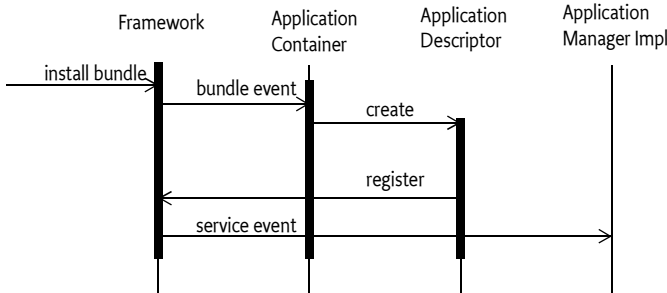 Framework
Application
Container
Application
Descriptor
Application
Manager Impl
install bundle
bundle event
create
register
service event